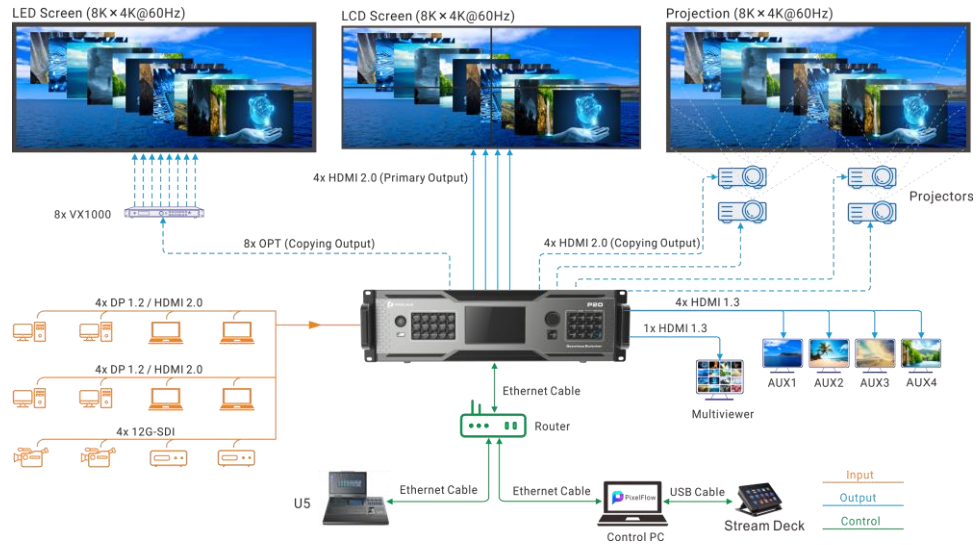 LED Screen (8K×4K@60Hz)
LCD Screen (8K×4K@60Hz)
Projection (8K×4K@60Hz)
4x HDMI 2.0 (Primary Output)
8x VX1000
Projectors
8x OPT (Copying Output)
4x HDMI 2.0 (Copying Output)
4x DP 1.2 / HDMI 2.0
P20
4x HDMI 1.3
1x HDMI 1.3
4x DP 1.2 / HDMI 2.0
AUX1
AUX2
AUX3
AUX4
Ethernet Cable
Multiviewer
Router
4x 12G-SDI
U5
Ethernet Cable
Ethernet Cable
PixelFlow
USB Cable
Control PC
Stream Deck
Input
Output
Control